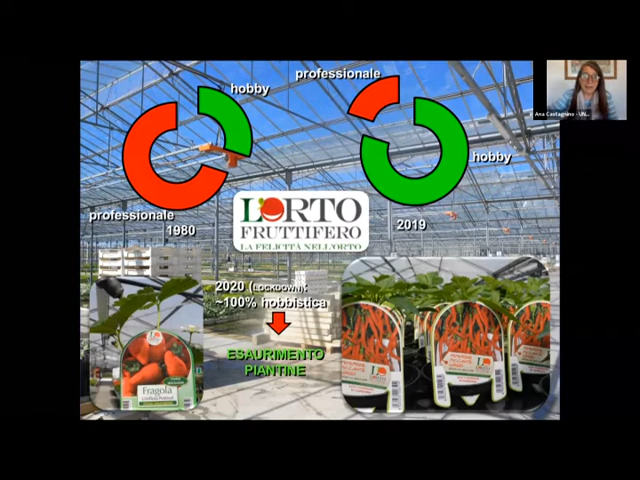 hobby
professionale
1980
professionale
hobby
2019
L'ORTO
FRUTTIFERO
LA FELICITÀ NELL'ORTO
2020 (LOCKDOWN):
~100% hobbistica
ESAURIMENTO
PIANTINE
Fragola
Ana Castagnino - UN...